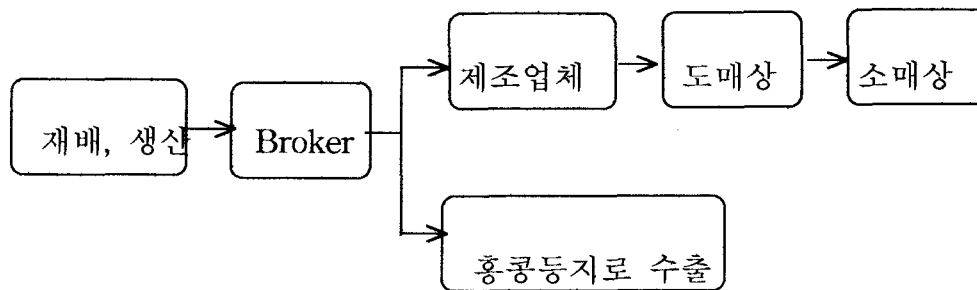 제조업체
도매상
소매상
재배, 생산
Broker
홍콩등지로 수출